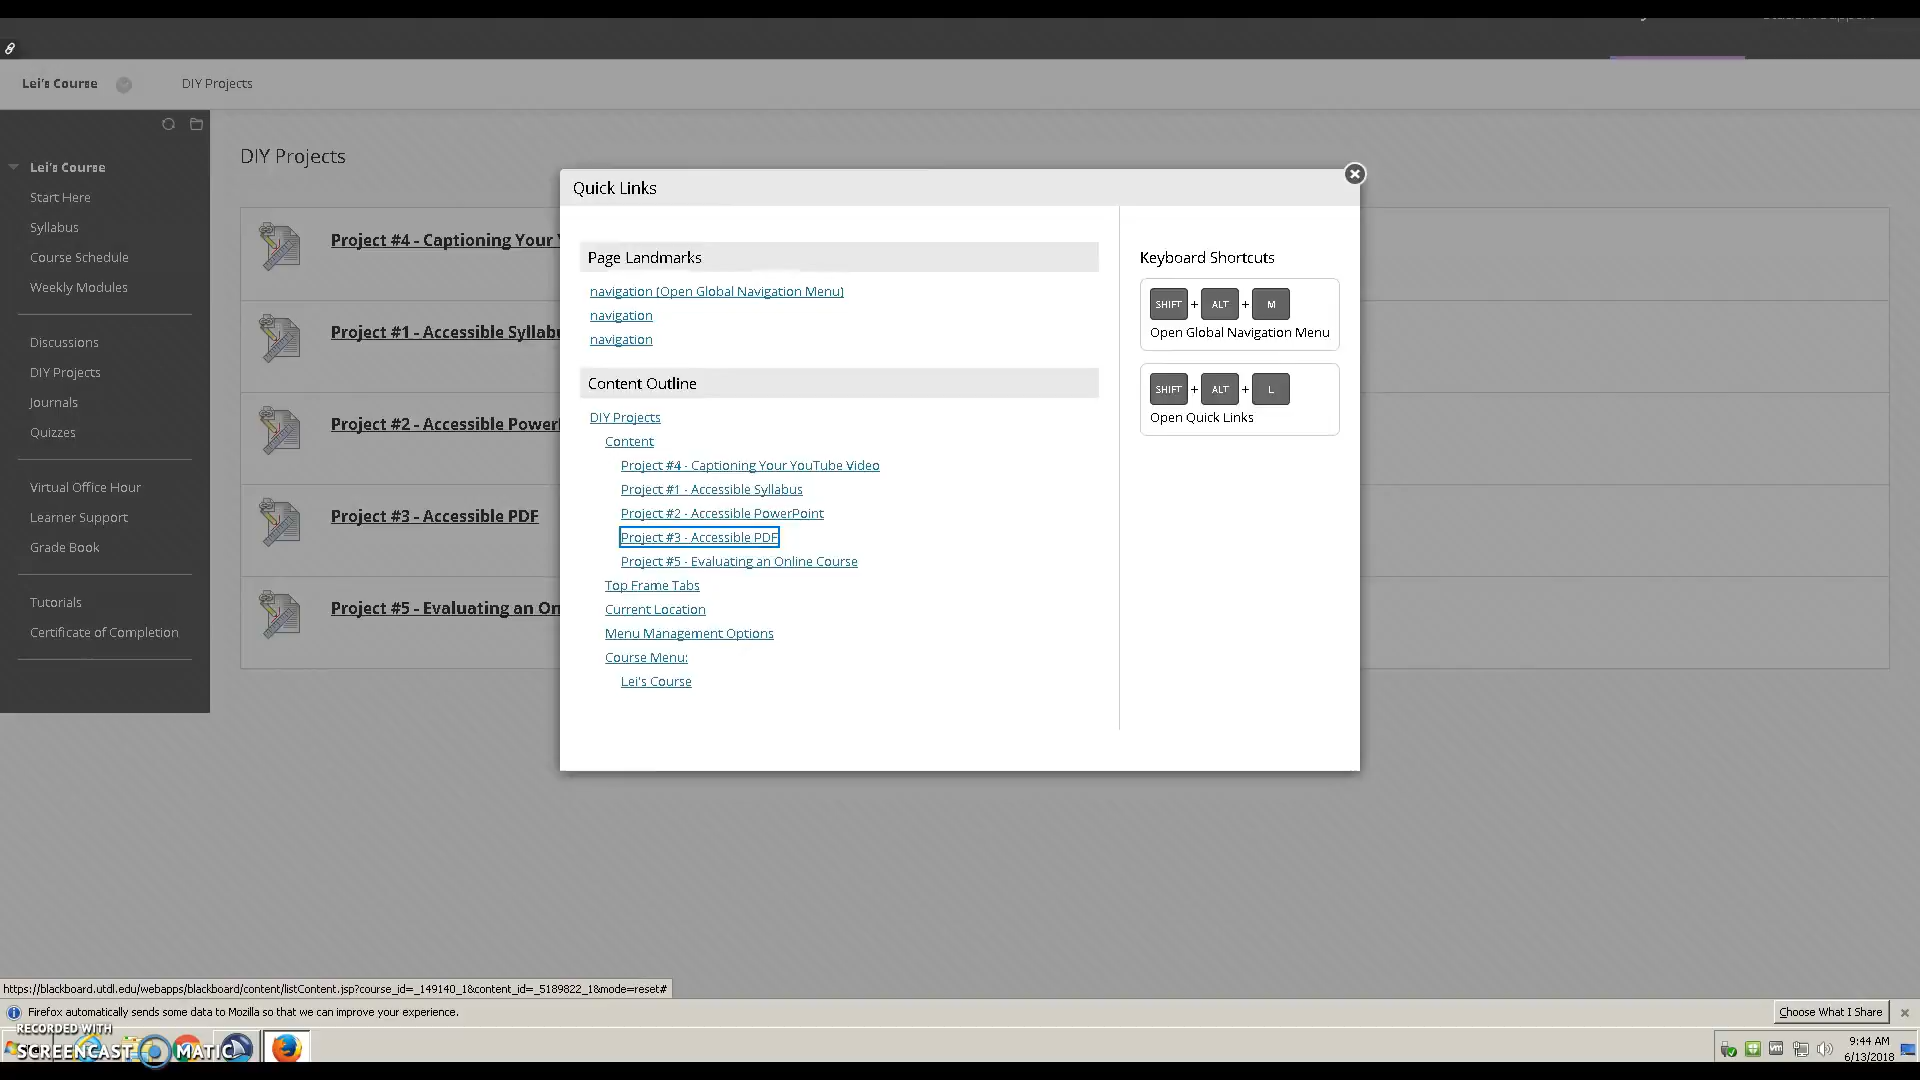 Lei's Course
DIY Projects
Lei's Course
Start Here
Syllabus
Course Schedule
Weekly Modules
Discussions
DIY Projects
Journals
Quizzes
Virtual Office Hour
Learner Support
Grade Book
Tutorials
Certificate of Completion
DIY Projects
Project #4 - Captioning Your
Project #1 - Accessible Syllabu
Project #2 - Accessible Power
Project #3 - Accessible PDF
Project #5 - Evaluating an On
Quick Links
Page Landmarks
navigation (Open Global Navigation Menu)
navigation
navigation
Content Outline
DIY Projects
Content
Project #4 - Captioning Your YouTube Video
Project #1 - Accessible Syllabus
Project #2 - Accessible PowerPoint
Project #3 - Accessible PDF
Project #5 - Evaluating an Online Course
Top Frame Tabs
Current Location
Menu Management Options
Course Menu:
Lei's Course
Keyboard Shortcuts
SHIFT + ALT + M
Open Global Navigation Menu
SHIFT + ALT + L
Open Quick Links
https://blackboard.utdl.edu/webapps/blackboard/content/listContent.jsp?course_id=_149140_1&content_id=_5189822_1&mode=reset#
Firefox automatically sends some data to Mozilla so that we can improve your experience.
Choose What I Share
RECORDED WITH
SCREENCAST MATIC
9:44 AM
6/13/2018